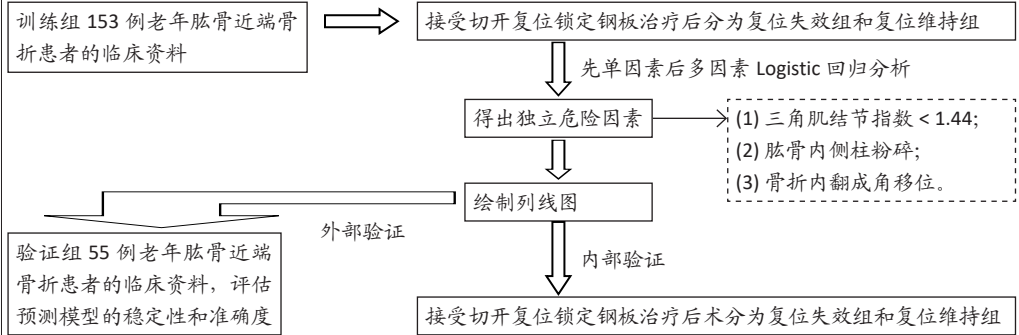 训练组 153 例老年肱骨近端骨
折患者的临床资料
接受切开复位锁定钢板治疗后分为复位失效组和复位维持组
先单因素后多因素 Logistic 回归分析
得出独立危险因素
(1) 三角肌结节指数 < 1.44;
(2) 肱骨内侧柱粉碎;
(3) 骨折内翻成角移位。
绘制列线图
外部验证
验证组 55 例老年肱骨近端
骨折患者的临床资料，评估
预测模型的稳定性和准确度
内部验证
接受切开复位锁定钢板治疗后术分为复位失效组和复位维持组